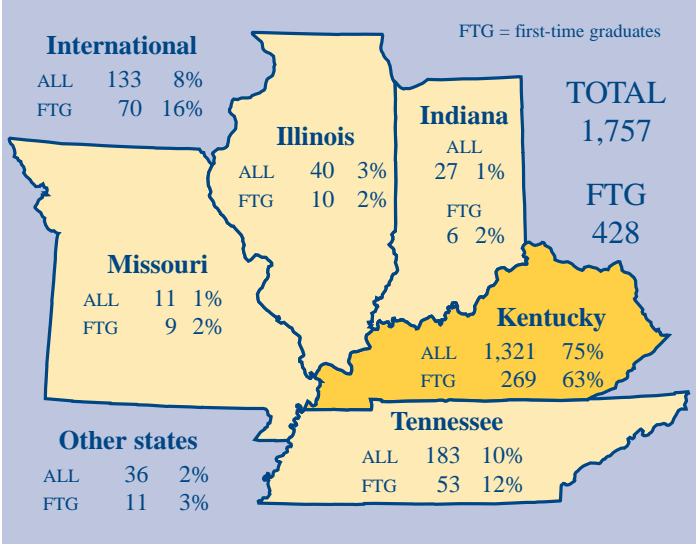 FTG = first-time graduates
International
ALL 133 8%
FTG 70 16%
TOTAL
1,757
FTG
428
Illinois
ALL 40 3%
FTG 10 2%
Indiana
ALL
27 1%
FTG
6 2%
Missouri
ALL 11 1%
FTG 9 2%
Kentucky
ALL 1,321 75%
FTG 269 63%
Tennessee
ALL 183 10%
FTG 53 12%
Other states
ALL 36 2%
FTG 11 3%